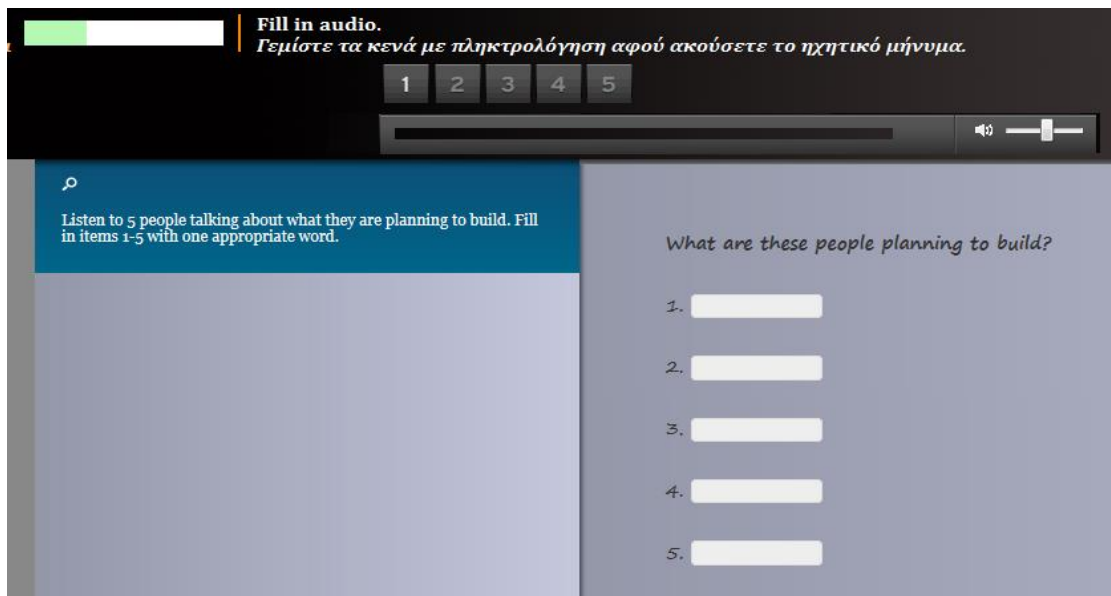 Fill in audio.
Γεμίστε τα κενά με πληκτρολόγηση αφού ακούσετε το ηχητικό μήνυμα.
1 2 3 4 5
Listen to 5 people talking about what they are planning to build. Fill
in items 1-5 with one appropriate word.
What are these people planning to build?
1.
2.
3.
4.
5.